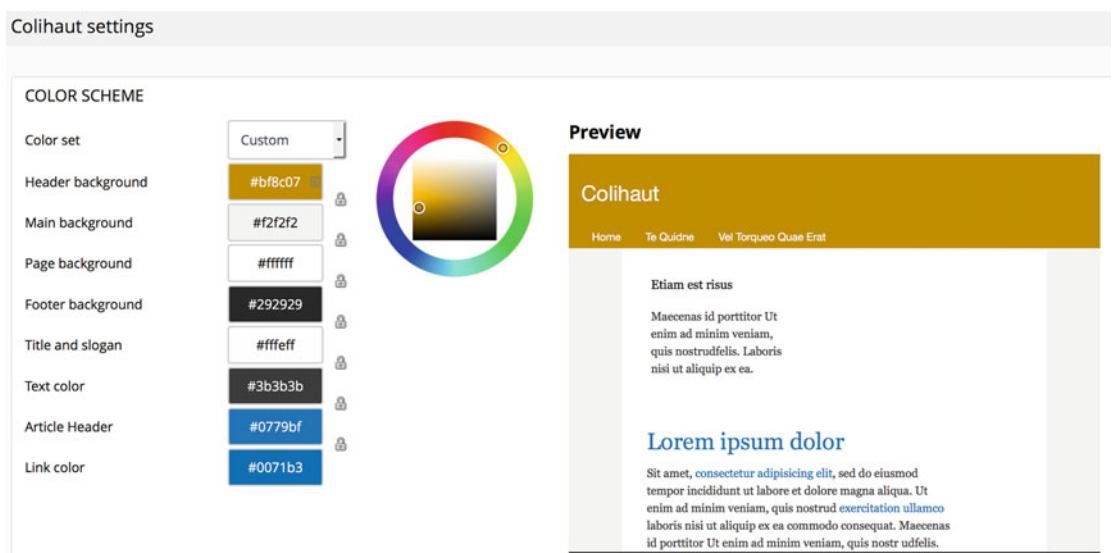 Colihaut settings
COLOR SCHEME
Color set
Custom
Header background
#bf8c07
Main background
#f2f2f2
Page background
#ffffff
Footer background
#292929
Title and slogan
#fffeff
Text color
#3b3b3b
Article Header
#0779bf
Link color
#0071b3
Preview
Colihaut
Home Te Quidne Vel Torqueo Quae Erat
Etiam est risus
Maecenas id porttitor Ut
enim ad minim veniam,
quis nostrudfelis. Laboris
nisi ut aliquip ex ea.
Lorem ipsum dolor
Sit amet, consectetur adipisicing elit, sed do eiusmod
tempor incididunt ut labore et dolore magna aliqua. Ut
enim ad minim veniam, quis nostrud exercitation ullamco
laboris nisi ut aliquip ex ea commodo consequat. Maecenas
id porttitor Ut enim ad minim veniam, quis nostr udfelis.